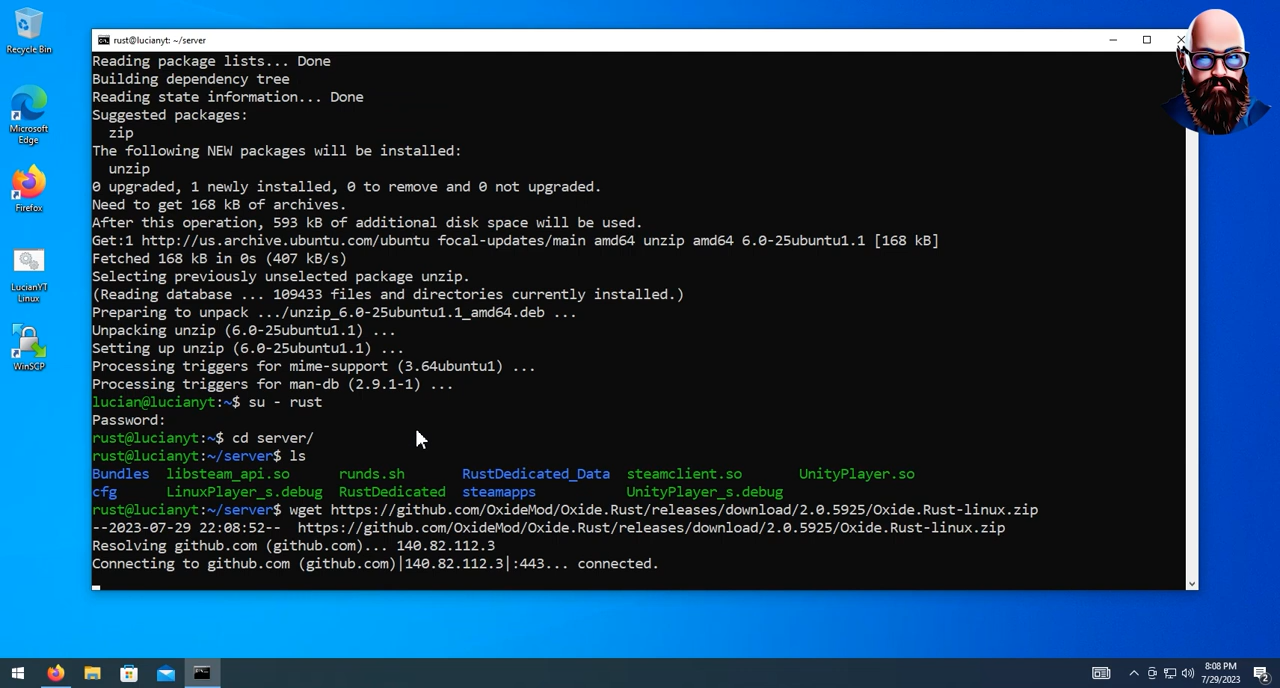 Recycle Bin
Microsoft
Edge
Firefox
LucianYT
Linux
WinSCP
rust@lucianyt: ~/server
Reading package lists... Done
Building dependency tree
Reading state information... Done
Suggested packages:
zip
The following NEW packages will be installed:
unzip
0 upgraded, 1 newly installed, 0 to remove and 0 not upgraded.
Need to get 168 kB of archives.
After this operation, 593 kB of additional disk space will be used.
Get:1 http://us.archive.ubuntu.com/ubuntu focal-updates/main amd64 unzip amd64 6.0-25ubuntu1.1 [168 kB]
Fetched 168 kB in 0s (407 kB/s)
Selecting previously unselected package unzip.
(Reading database ... 109433 files and directories currently installed.)
Preparing to unpack .../unzip_6.0-25ubuntu1.1_amd64.deb ...
Unpacking unzip (6.0-25ubuntu1.1) ...
Setting up unzip (6.0-25ubuntu1.1) ...
Processing triggers for mime-support (3.64ubuntu1) ...
Processing triggers for man-db (2.9.1-1) ...
lucian@lucianyt:~$ su - rust
Password:
rust@lucianyt:~$ cd server/
rust@lucianyt:~/server$ ls
Bundles libsteam_api.so runds.sh RustDedicated_Data steamclient.so UnityPlayer.so
cfg LinuxPlayer_s.debug RustDedicated steamapps UnityPlayer_s.debug
rust@lucianyt:~/server$ wget https://github.com/OxideMod/Oxide.Rust/releases/download/2.0.5925/Oxide.Rust-linux.zip
--2023-07-29 22:08:52-- https://github.com/OxideMod/Oxide.Rust/releases/download/2.0.5925/Oxide.Rust-linux.zip
Resolving github.com (github.com)... 140.82.112.3
Connecting to github.com (github.com)|140.82.112.3|:443... connected.
8:08 PM
7/29/2023
2